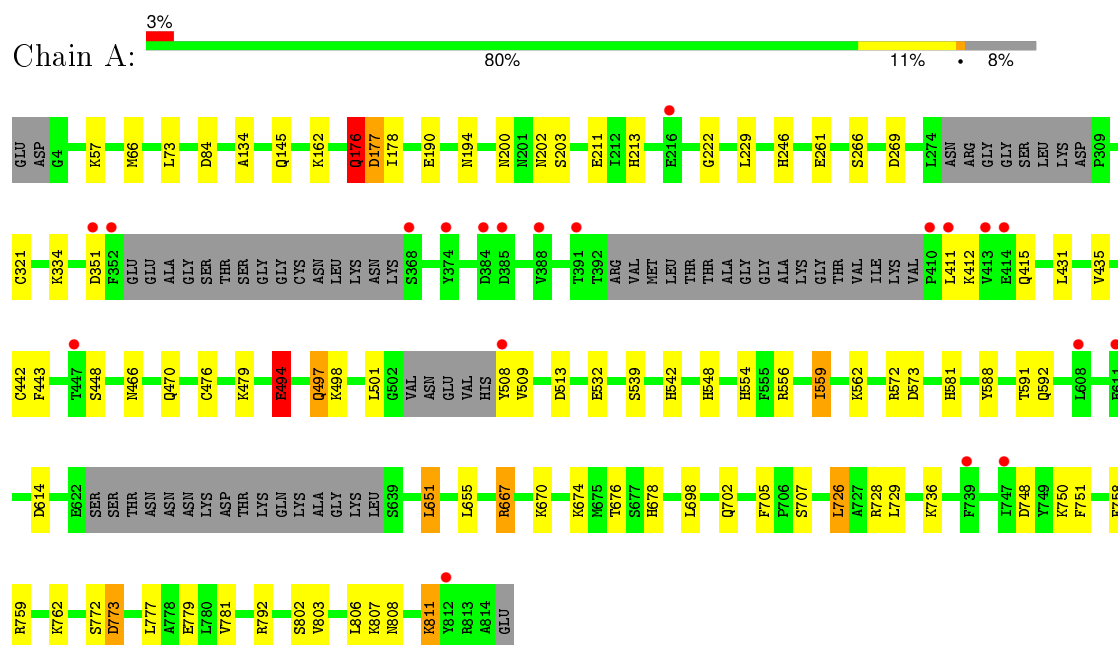 3%
Chain A:
80% 11% • 8%
GLU ASP G4 K57 M66 L73 D84 A134 Q145 K162 Q176 D177 I178 E190 N194 N200 N201 N202 S203 E211 I212 H213 E216 G222 L229 H246 E261 S266 D269 L274 ASN ARG GLY GLY SER LEU LYS ASP P309
C321 K334 D351 F352 GLU GLU ALA GLY SER THR SER GLY GLY CYS ASN LEU LYS ASN LYS S368 Y374 D384 D385 V388 T391 T392 ARG VAL MET LEU THR THR ALA GLY GLY ALA LYS GLY THR VAL ILE LYS VAL P410 L411 K412 V413 E414 Q415 L431 V435
C442 F443 T447 S448 N466 Q470 C476 K479 E494 Q497 K498 L501 G502 VAL ASN GLU VAL HIS Y508 V509 D513 E532 S539 H542 H548 H554 F555 R556 I559 K562 R572 D573 H581 Y588 T591 Q592 L608 E611
D614 E622 SER SER THR ASN ASN ASN LYS ASP THR LYS GLN LYS ALA GLY LYS LEU S639 L651 L655 R667 K670 K674 M675 T676 S677 H678 L698 Q702 F705 P706 S707 L726 A727 R728 L729 K736 F739 I747 D748 Y749 K750 F751 E758
R759 K762 S772 D773 L777 A778 E779 L780 V781 R792 S802 V803 L806 K807 N808 K811 Y812 R813 A814 GLU